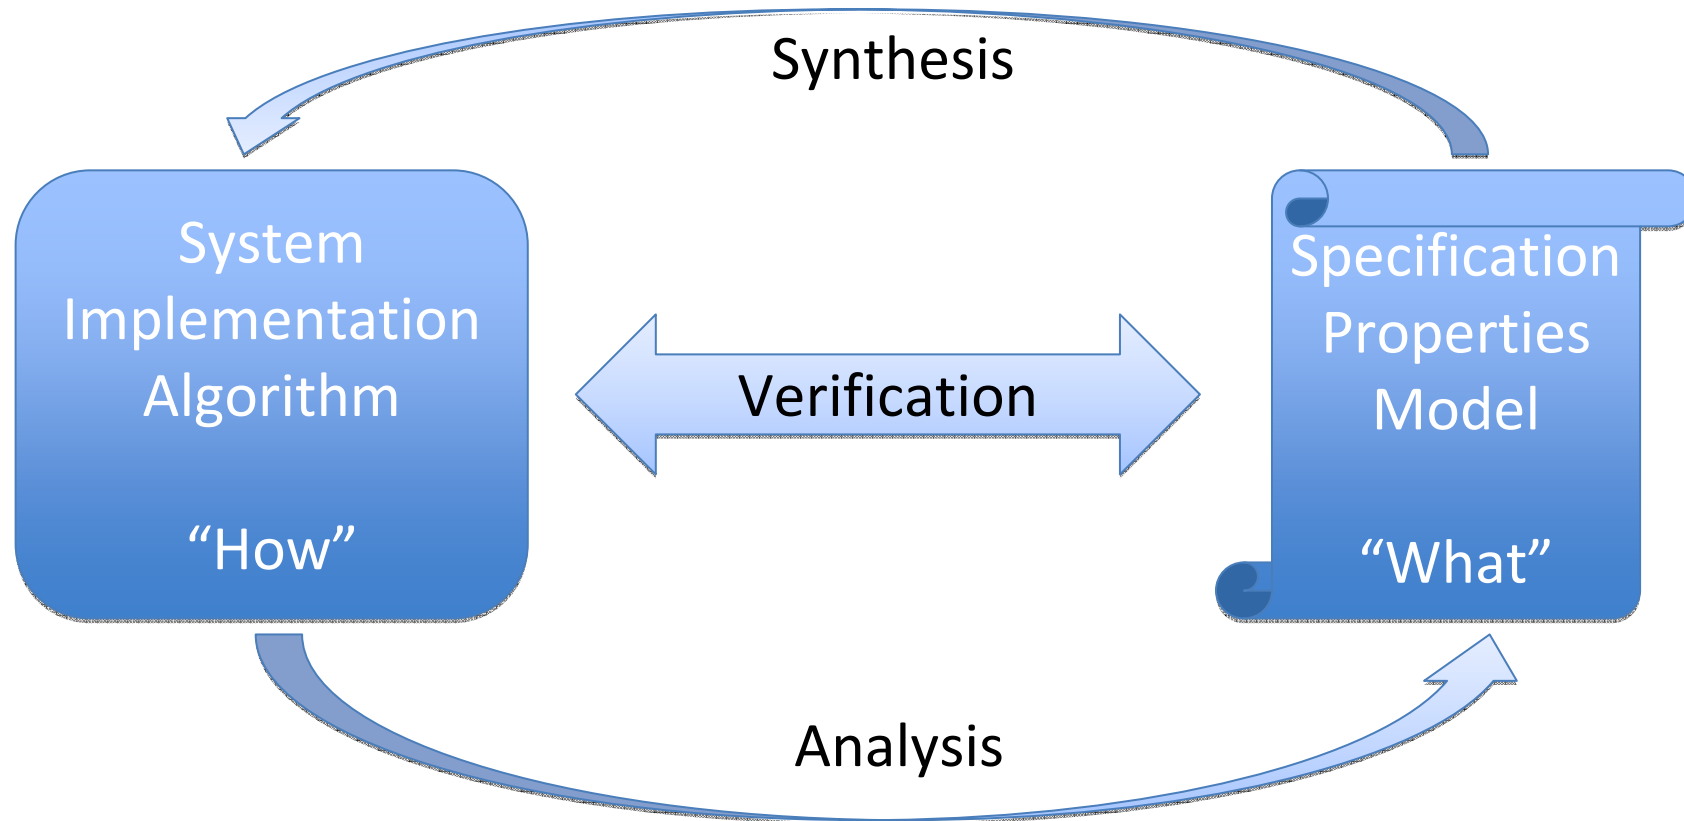 Synthesis
System
Implementation
Algorithm
“How”
Verification
Specification
Properties
Model
“What”
Analysis